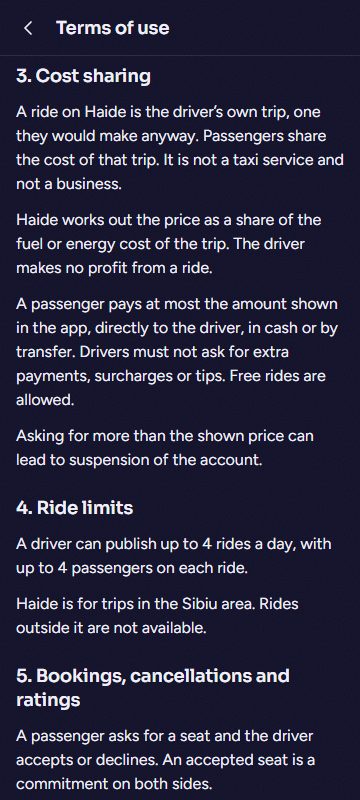 Terms of use
3. Cost sharing
A ride on Haide is the driver’s own trip, one
they would make anyway. Passengers share
the cost of that trip. It is not a taxi service and
not a business.
Haide works out the price as a share of the
fuel or energy cost of the trip. The driver
makes no profit from a ride.
A passenger pays at most the amount shown
in the app, directly to the driver, in cash or by
transfer. Drivers must not ask for extra
payments, surcharges or tips. Free rides are
allowed.
Asking for more than the shown price can
lead to suspension of the account.
4. Ride limits
A driver can publish up to 4 rides a day, with
up to 4 passengers on each ride.
Haide is for trips in the Sibiu area. Rides
outside it are not available.
5. Bookings, cancellations and
ratings
A passenger asks for a seat and the driver
accepts or declines. An accepted seat is a
commitment on both sides.